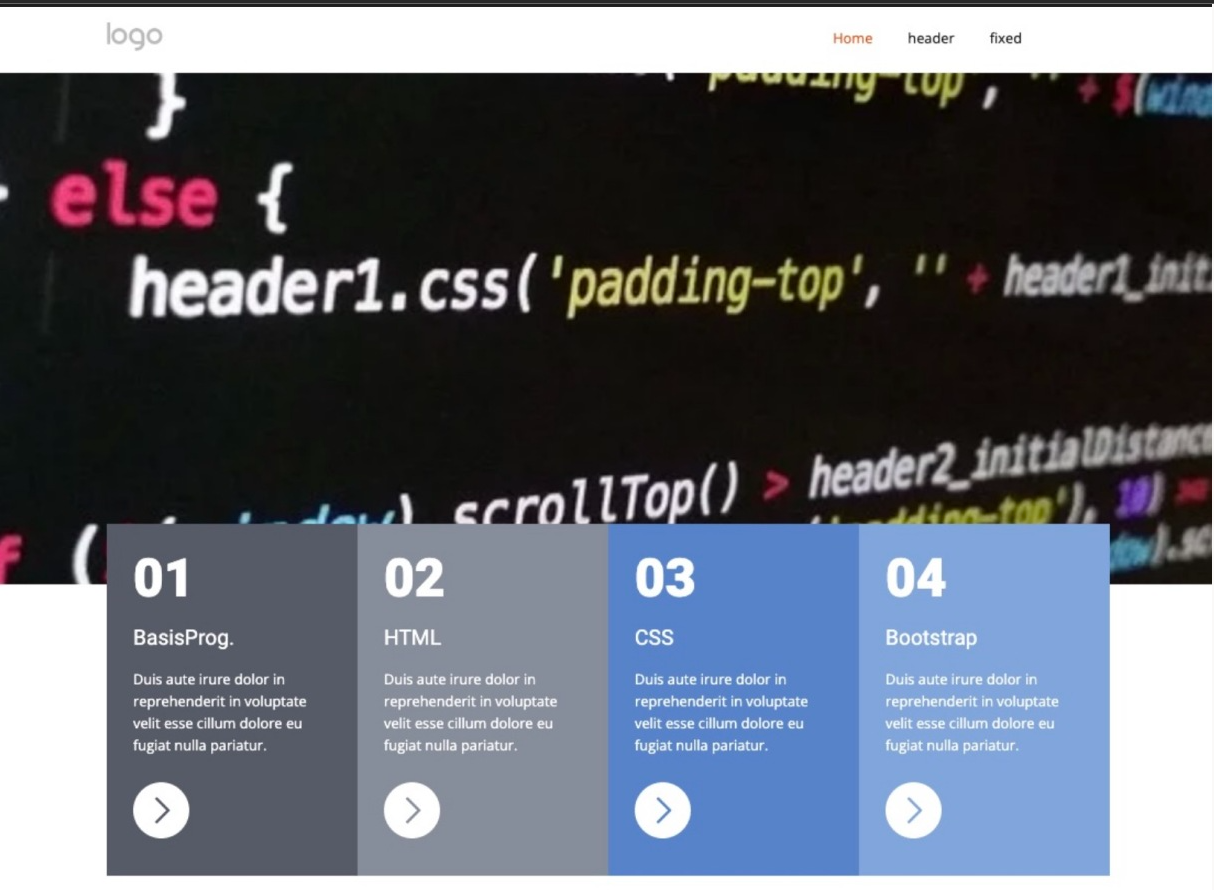 logo
Home header fixed
'padding-top', '' + $(
}
else {
header1.css('padding-top', '' + header1_init
scrollTop() > header2_initialDistance
10)
01
BasisProg.
Duis aute irure dolor in
reprehenderit in voluptate
velit esse cillum dolore eu
fugiat nulla pariatur.
02
HTML
Duis aute irure dolor in
reprehenderit in voluptate
velit esse cillum dolore eu
fugiat nulla pariatur.
03
CSS
Duis aute irure dolor in
reprehenderit in voluptate
velit esse cillum dolore eu
fugiat nulla pariatur.
04
Bootstrap
Duis aute irure dolor in
reprehenderit in voluptate
velit esse cillum dolore eu
fugiat nulla pariatur.